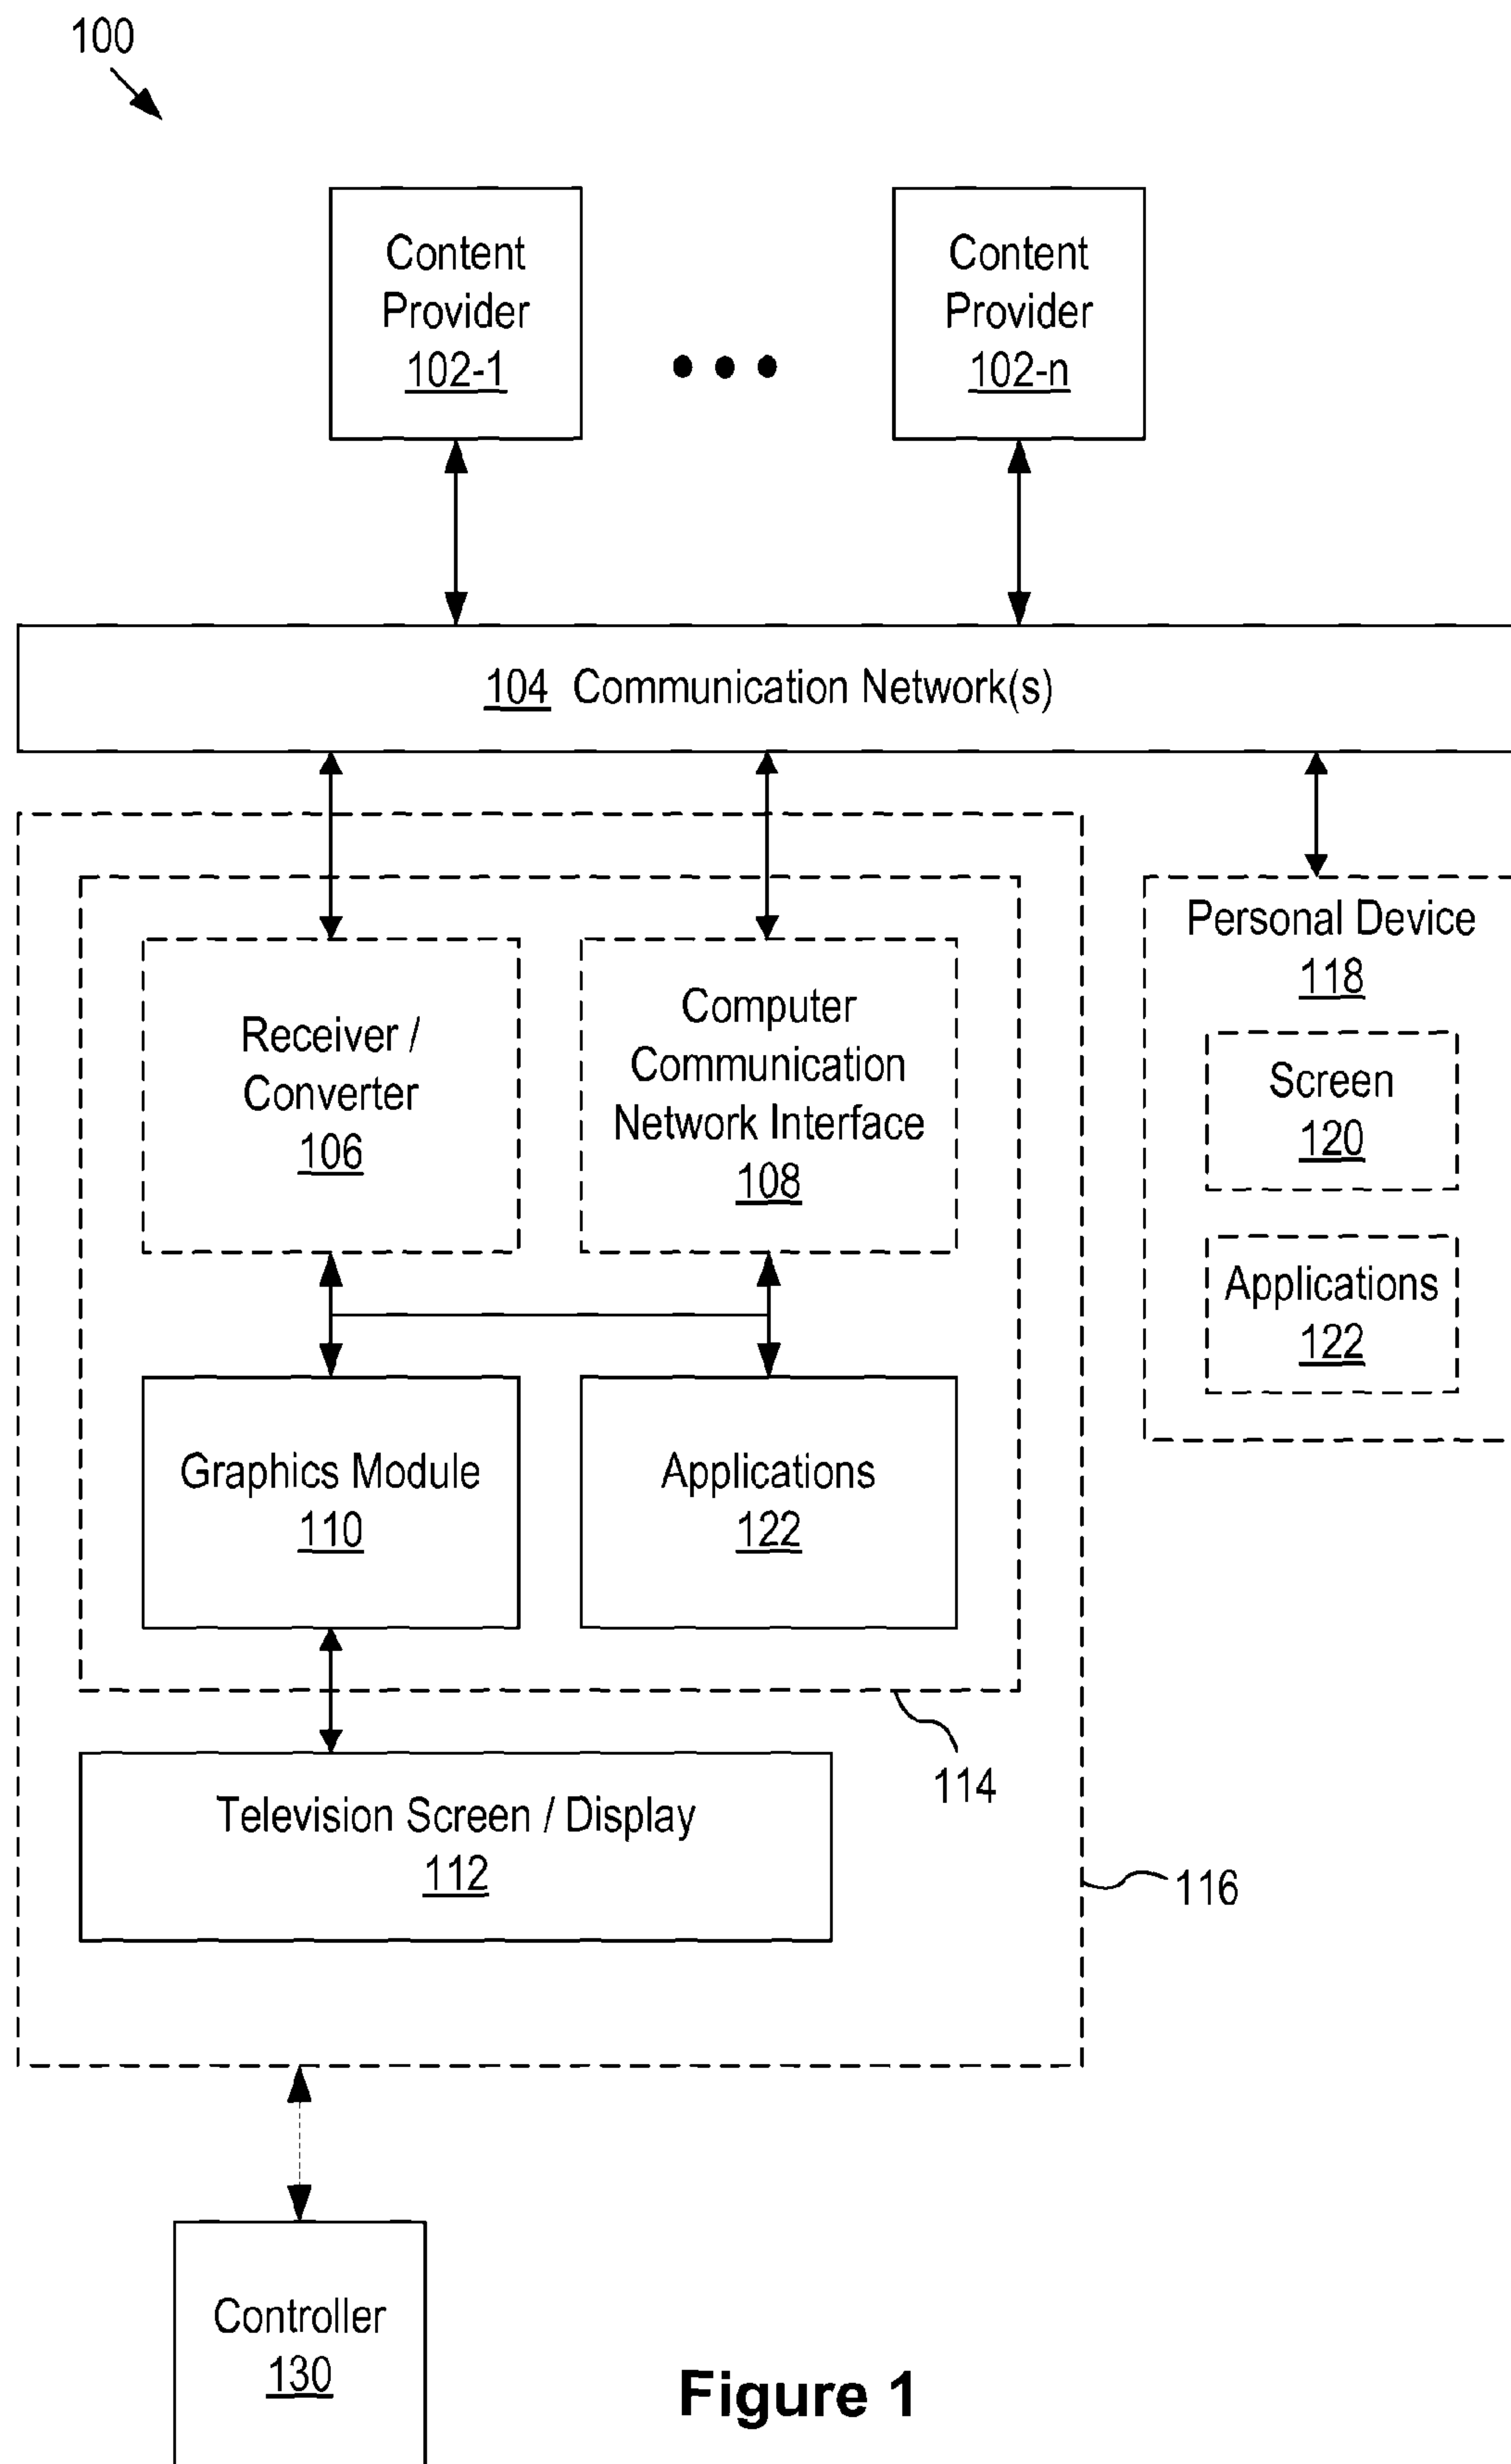 100
Content
Provider
102-1
Content
Provider
102-n
104 Communication Network(s)
Receiver /
Converter
106
Computer
Communication
Network Interface
108
Personal Device
118
Screen
120
Applications
122
Graphics Module
110
Applications
122
114
Television Screen / Display
112
116
Controller
130
Figure 1